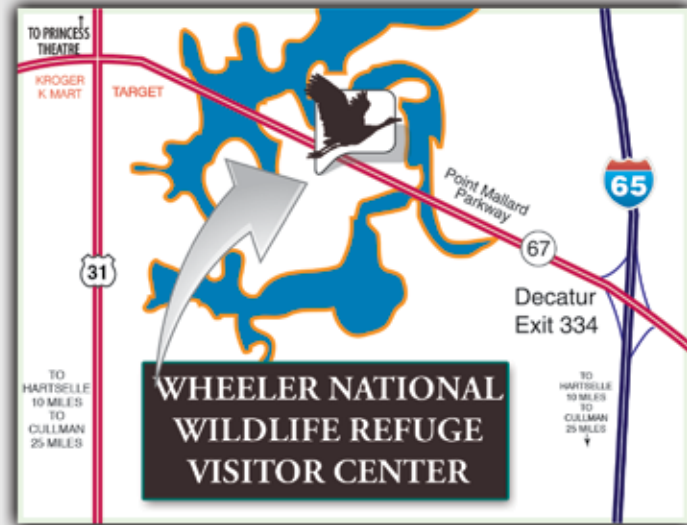 TO PRINCESS
THEATRE
KROGER
K MART
TARGET
65
Point Mallard
Parkway
67
31
Decatur
Exit 334
TO
HARTSELLE
10 MILES
TO
CULLMAN
25 MILES
TO
HARTSELLE
10 MILES
TO
CULLMAN
25 MILES
WHEELER NATIONAL
WILDLIFE REFUGE
VISITOR CENTER